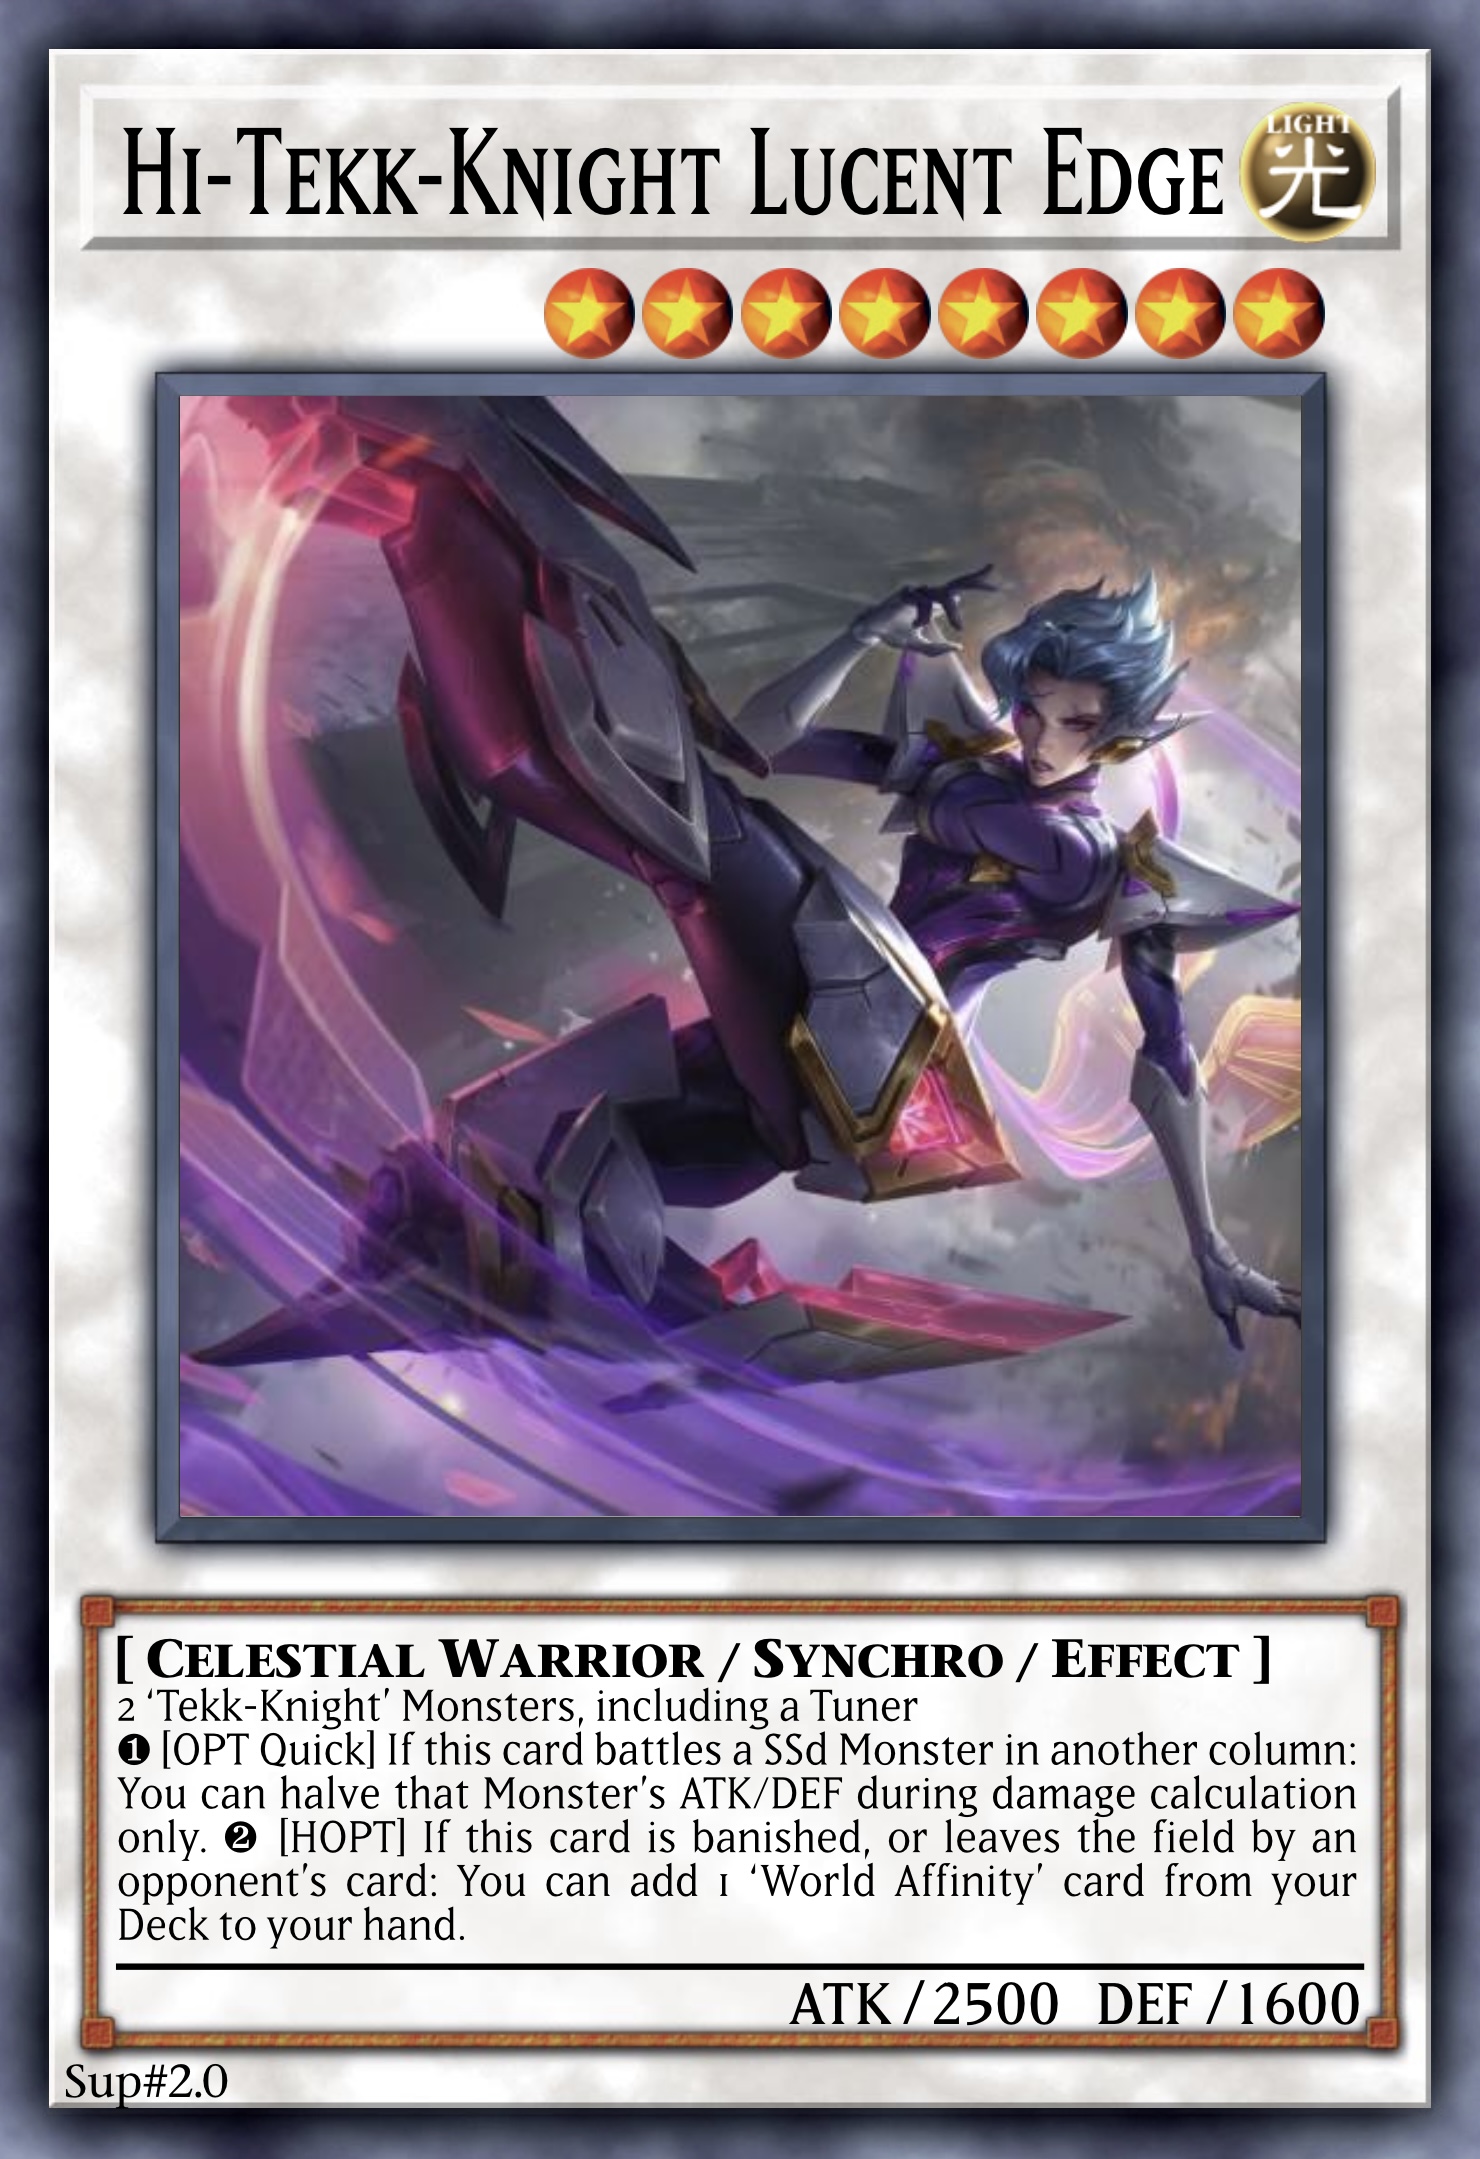 Hi-Tekk-Knight Lucent Edge
LIGHT
光
[ Celestial Warrior / Synchro / Effect ]
2 ‘Tekk-Knight’ Monsters, including a Tuner
❶ [OPT Quick] If this card battles a SSd Monster in another column:
You can halve that Monster’s ATK/DEF during damage calculation
only. ❷ [HOPT] If this card is banished, or leaves the field by an
opponent’s card: You can add 1 ‘World Affinity’ card from your
Deck to your hand.
ATK / 2500 DEF / 1600
Sup#2.0